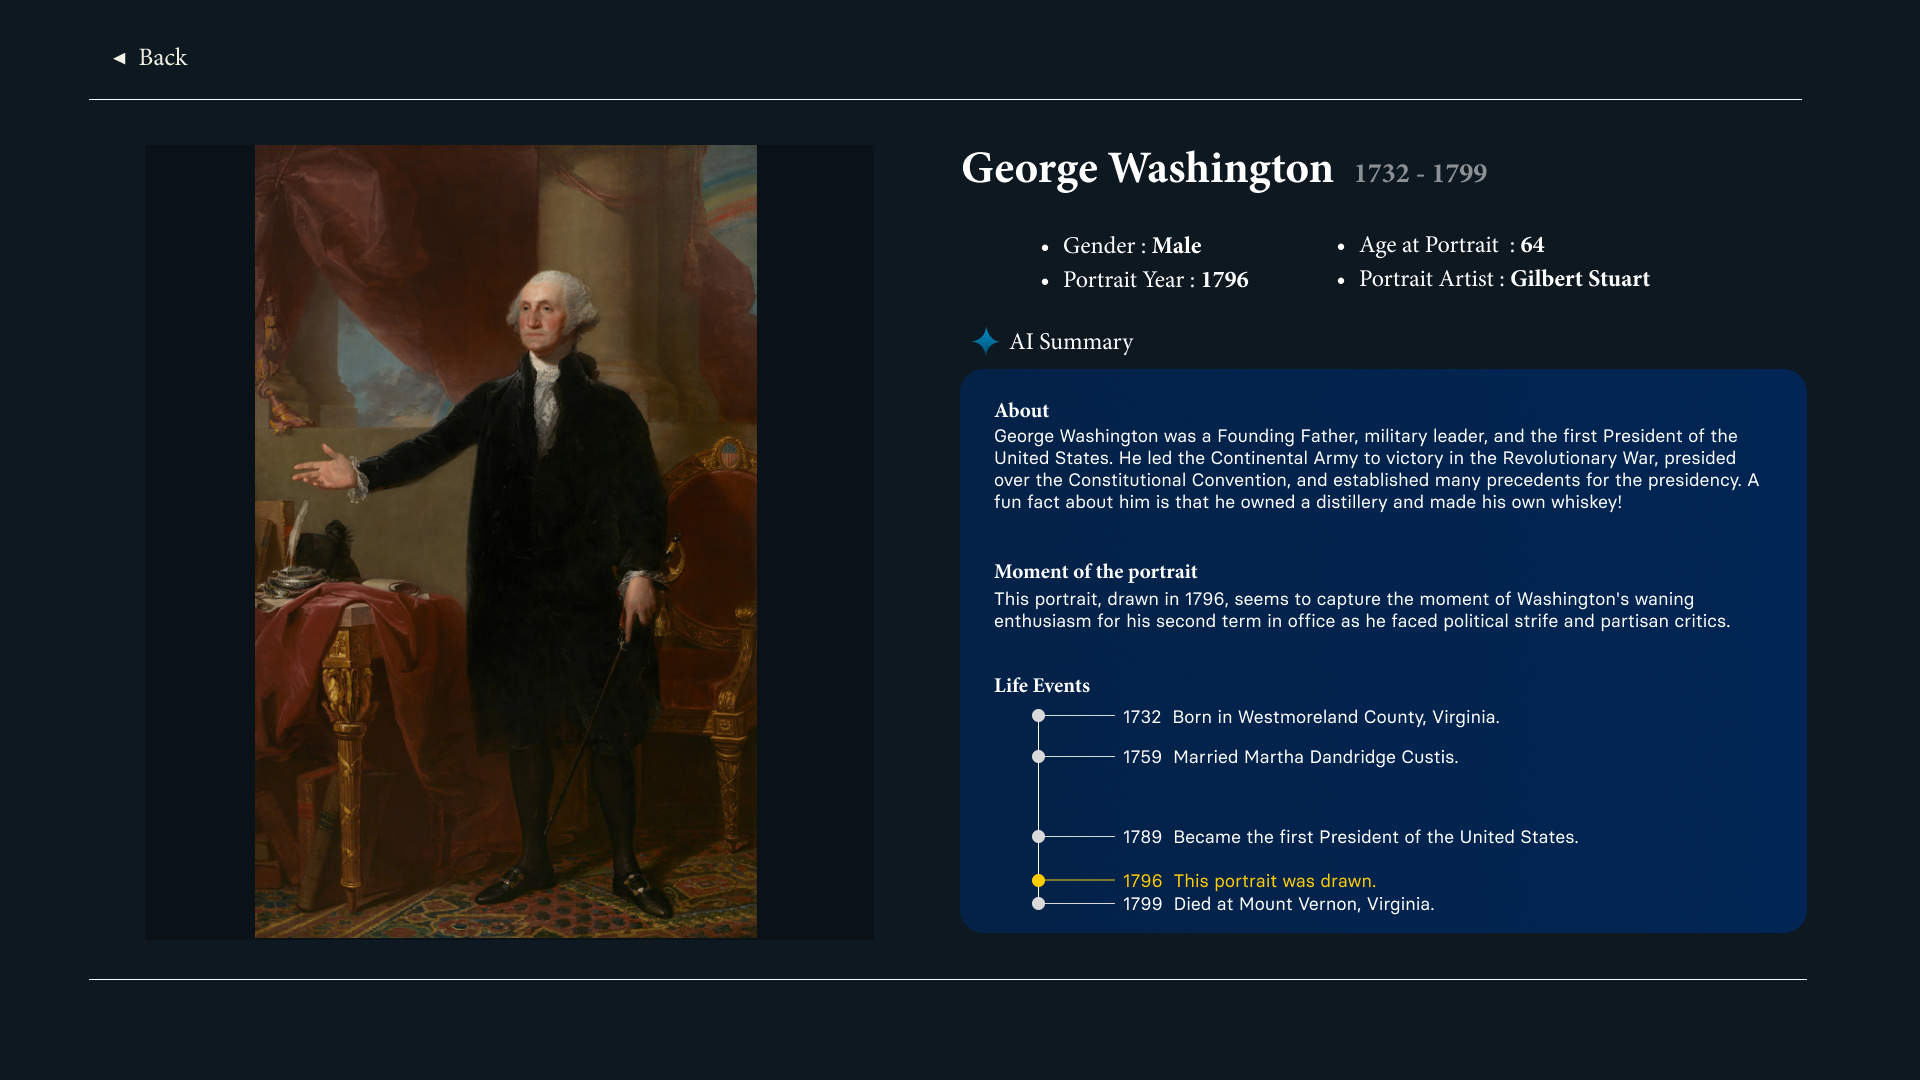 ◄ Back
George Washington 1732 - 1799
• Gender : Male
• Portrait Year : 1796
• Age at Portrait : 64
• Portrait Artist : Gilbert Stuart
AI Summary
About
George Washington was a Founding Father, military leader, and the first President of the
United States. He led the Continental Army to victory in the Revolutionary War, presided
over the Constitutional Convention, and established many precedents for the presidency. A
fun fact about him is that he owned a distillery and made his own whiskey!
Moment of the portrait
This portrait, drawn in 1796, seems to capture the moment of Washington's waning
enthusiasm for his second term in office as he faced political strife and partisan critics.
Life Events
1732 Born in Westmoreland County, Virginia.
1759 Married Martha Dandridge Custis.
1789 Became the first President of the United States.
1796 This portrait was drawn.
1799 Died at Mount Vernon, Virginia.